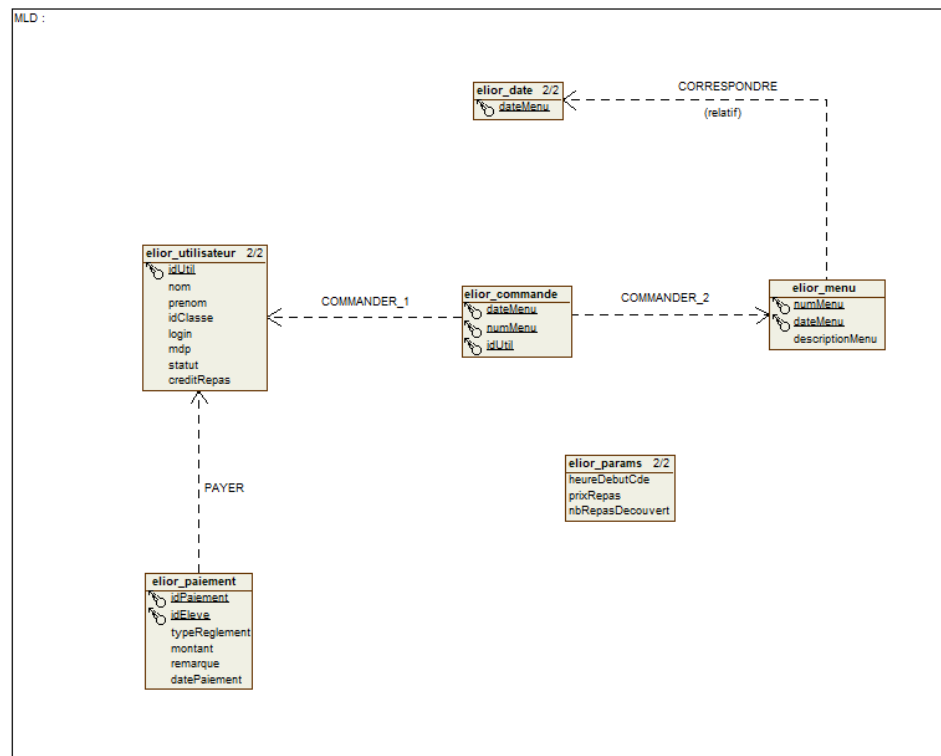 MLD :
elior_date 2/2
dateMenu
CORRESPONDRE
(relatif)
elior_utilisateur 2/2
idUtil
nom
prenom
idClasse
login
mdp
statut
creditRepas
COMMANDER_1
elior_commande
dateMenu
numMenu
idUtil
COMMANDER_2
elior_menu
numMenu
dateMenu
descriptionMenu
elior_params 2/2
heureDebutCde
prixRepas
nbRepasDecouvert
PAYER
elior_paiement
idPaiement
idEleve
typeReglement
montant
remarque
datePaiement